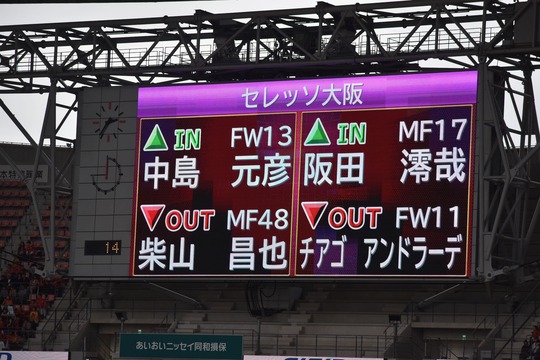 セレッソ大阪
▲IN FW13
中島 元彦
▼OUT MF48
柴山 昌也
▲IN MF17
阪田 澪哉
▼OUT FW11
チアゴ アンドラーデ
14
あいおいニッセイ同和損保